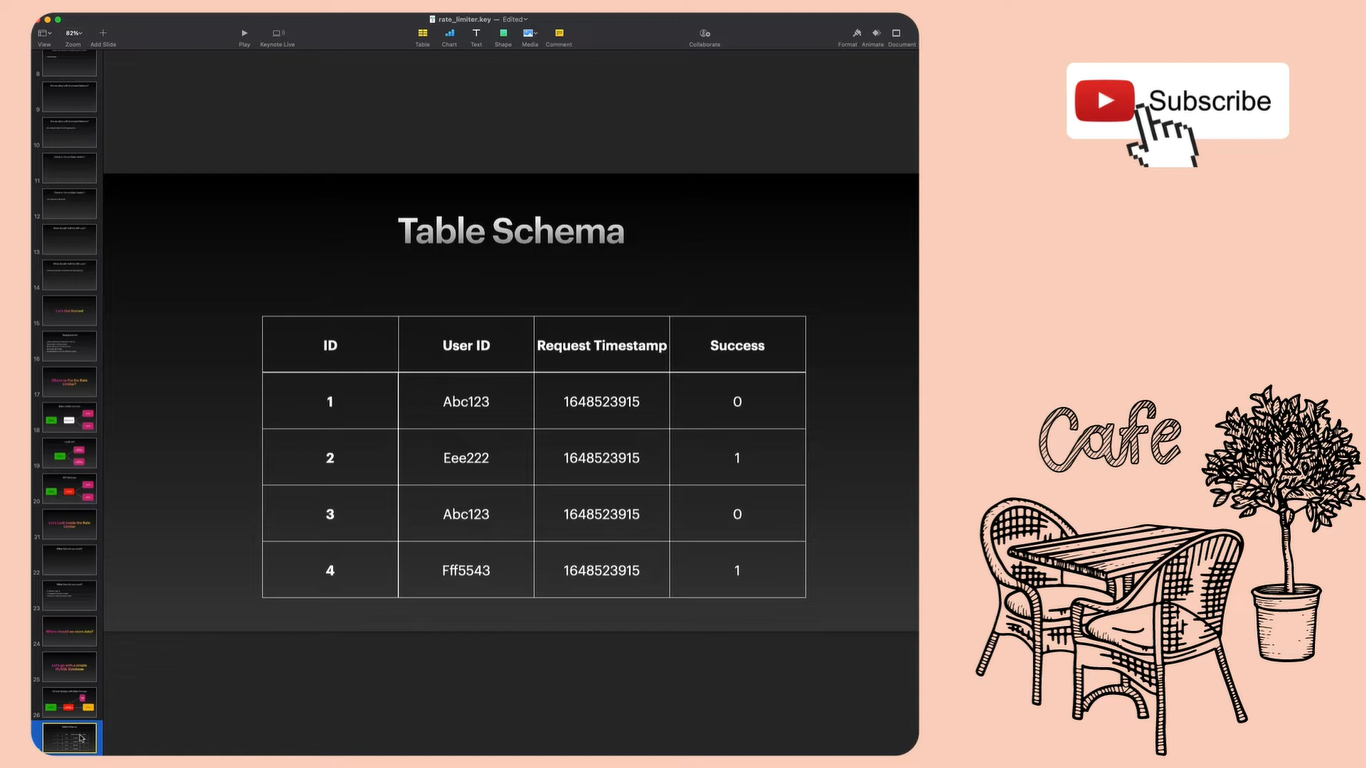 rate_limiter.key — Edited
82%
View
Zoom
Add Slide
Play
Keynote Live
Table
Chart
Text
Shape
Media
Comment
Collaborate
Format
Animate
Document
Subscribe
8
9
10
11
12
13
14
15
16
17
18
19
20
21
22
23
24
25
26
Table Schema
ID User ID Request Timestamp Success
1 Abc123 1648523915 0
2 Eee222 1648523915 1
3 Abc123 1648523915 0
4 Fff5543 1648523915 1
Cafe